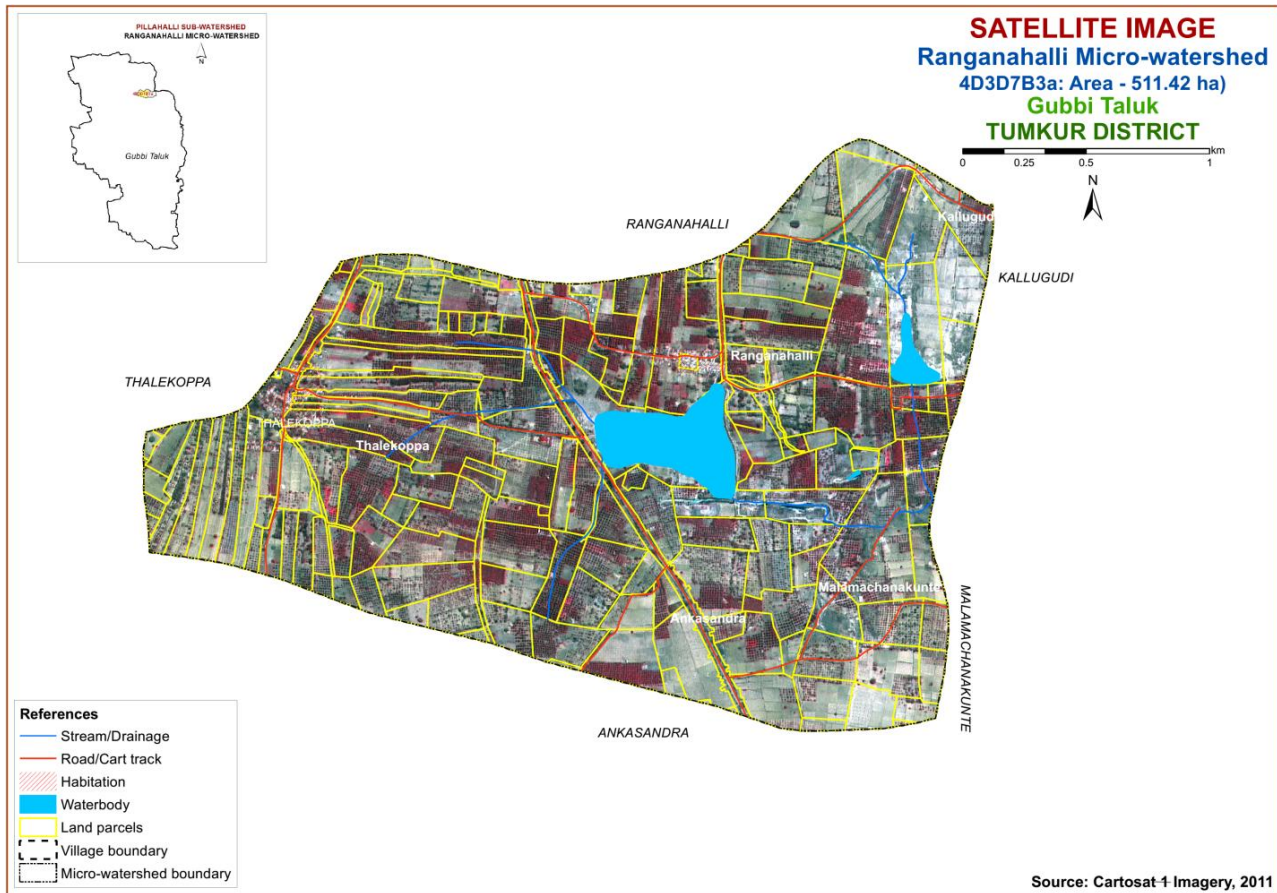 PILLAHALLI SUB-WATERSHED
RANGANAHALLI MICRO-WATERSHED
N
Gubbi Taluk
SATELLITE IMAGE
Ranganahalli Micro-watershed
4D3D7B3a: Area - 511.42 ha)
Gubbi Taluk
TUMKUR DISTRICT
km
0 0.25 0.5 1
N
RANGANAHALLI
Kallugud
KALLUGUDI
THALEKOPPA
Ranganahalli
HALEKOPPA
Thalekoppa
Malamachanakunte
Ankasandra
MALAMACHANAKUNTE
ANKASANDRA
References
Stream/Drainage
Road/Cart track
Habitation
Waterbody
Land parcels
Village boundary
Micro-watershed boundary
Source: Cartosat 1 Imagery, 2011